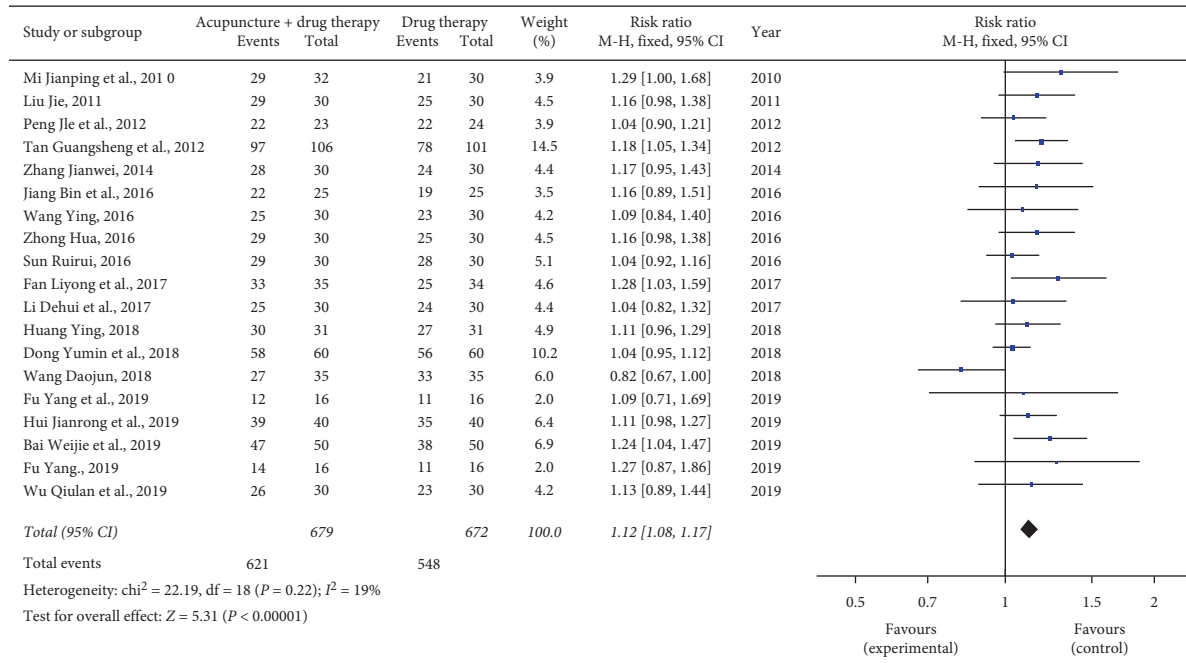 Study or subgroup Acupuncture + drug therapy Drug therapy Weight Risk ratio Year Risk ratio
Events Total Events Total (%) M-H, fixed, 95% CI M-H, fixed, 95% CI
Mi Jianping et al., 201 0 29 32 21 30 3.9 1.29 [1.00, 1.68] 2010
Liu Jie, 2011 29 30 25 30 4.5 1.16 [0.98, 1.38] 2011
Peng Jle et al., 2012 22 23 22 24 3.9 1.04 [0.90, 1.21] 2012
Tan Guangsheng et al., 2012 97 106 78 101 14.5 1.18 [1.05, 1.34] 2012
Zhang Jianwei, 2014 28 30 24 30 4.4 1.17 [0.95, 1.43] 2014
Jiang Bin et al., 2016 22 25 19 25 3.5 1.16 [0.89, 1.51] 2016
Wang Ying, 2016 25 30 23 30 4.2 1.09 [0.84, 1.40] 2016
Zhong Hua, 2016 29 30 25 30 4.5 1.16 [0.98, 1.38] 2016
Sun Ruirui, 2016 29 30 28 30 5.1 1.04 [0.92, 1.16] 2016
Fan Liyong et al., 2017 33 35 25 34 4.6 1.28 [1.03, 1.59] 2017
Li Dehui et al., 2017 25 30 24 30 4.4 1.04 [0.82, 1.32] 2017
Huang Ying, 2018 30 31 27 31 4.9 1.11 [0.96, 1.29] 2018
Dong Yumin et al., 2018 58 60 56 60 10.2 1.04 [0.95, 1.12] 2018
Wang Daojun, 2018 27 35 33 35 6.0 0.82 [0.67, 1.00] 2018
Fu Yang et al., 2019 12 16 11 16 2.0 1.09 [0.71, 1.69] 2019
Hui Jianrong et al., 2019 39 40 35 40 6.4 1.11 [0.98, 1.27] 2019
Bai Weijie et al., 2019 47 50 38 50 6.9 1.24 [1.04, 1.47] 2019
Fu Yang., 2019 14 16 11 16 2.0 1.27 [0.87, 1.86] 2019
Wu Qiulan et al., 2019 26 30 23 30 4.2 1.13 [0.89, 1.44] 2019
Total (95% CI) 679 672 100.0 1.12 [1.08, 1.17]
Total events 621 548
Heterogeneity: chi² = 22.19, df = 18 (P = 0.22); I² = 19%
Test for overall effect: Z = 5.31 (P < 0.00001)
0.5 0.7 1 1.5 2
Favours Favours
(experimental) (control)